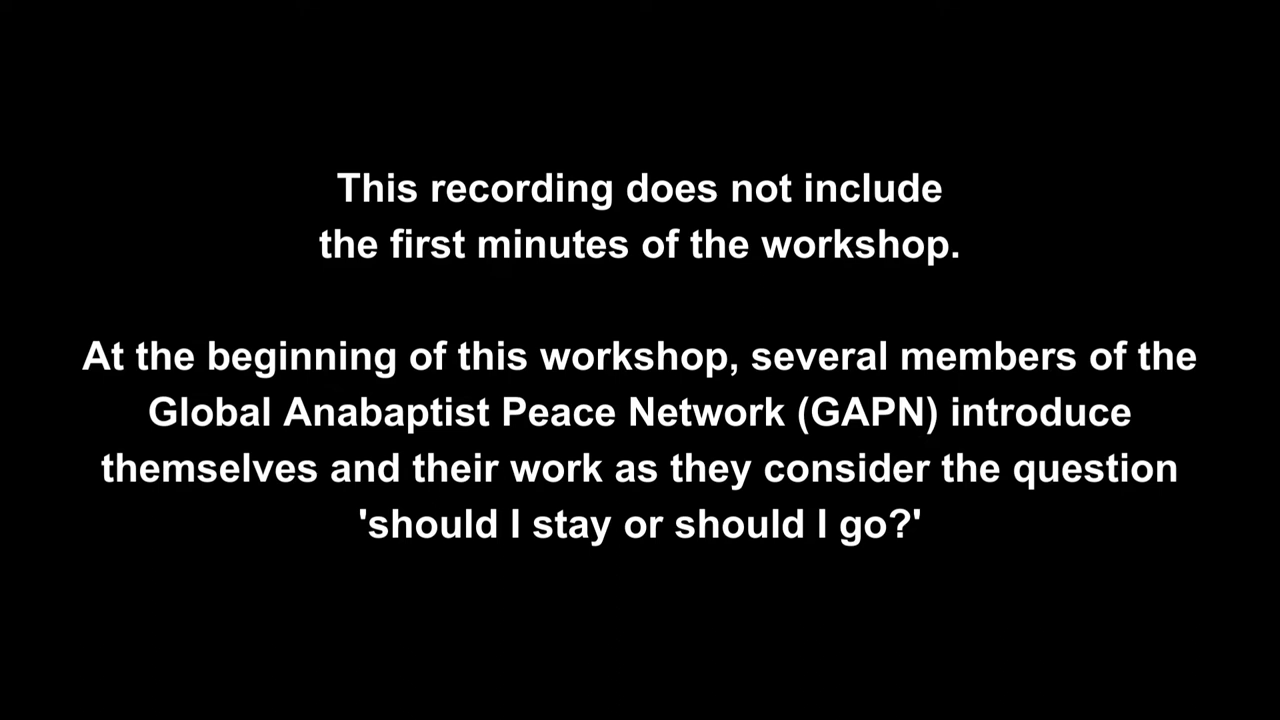 This recording does not include
the first minutes of the workshop.
At the beginning of this workshop, several members of the
Global Anabaptist Peace Network (GAPN) introduce
themselves and their work as they consider the question
'should I stay or should I go?'